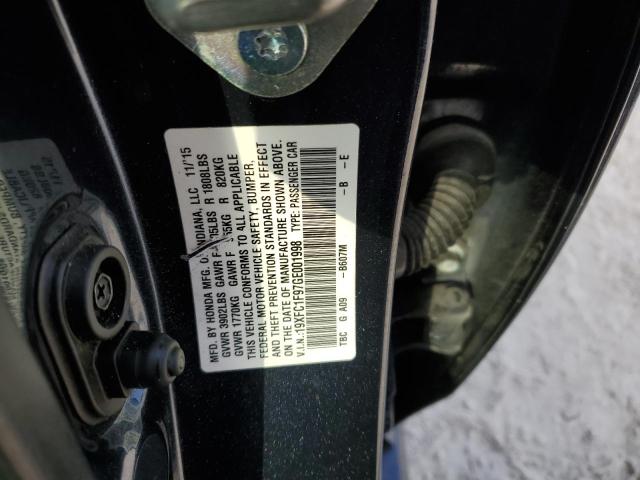 MFD. BY HONDA MFG. O INDIANA, LLC 11/15
GVWR 3902LBS GAWR F 5LBS R 1808LBS
GVWR 1770KG GAWR F 5KG R 820KG
THIS VEHICLE CONFORMS TO ALL APPLICABLE
FEDERAL MOTOR VEHICLE SAFETY, BUMPER,
AND THEFT PREVENTION STANDARDS IN EFFECT
ON THE DATE OF MANUFACTURE SHOWN ABOVE.
V.I.N.:19XFC1F97GE001998 TYPE: PASSENGER CAR
TBC G A09 -B607M -B -E